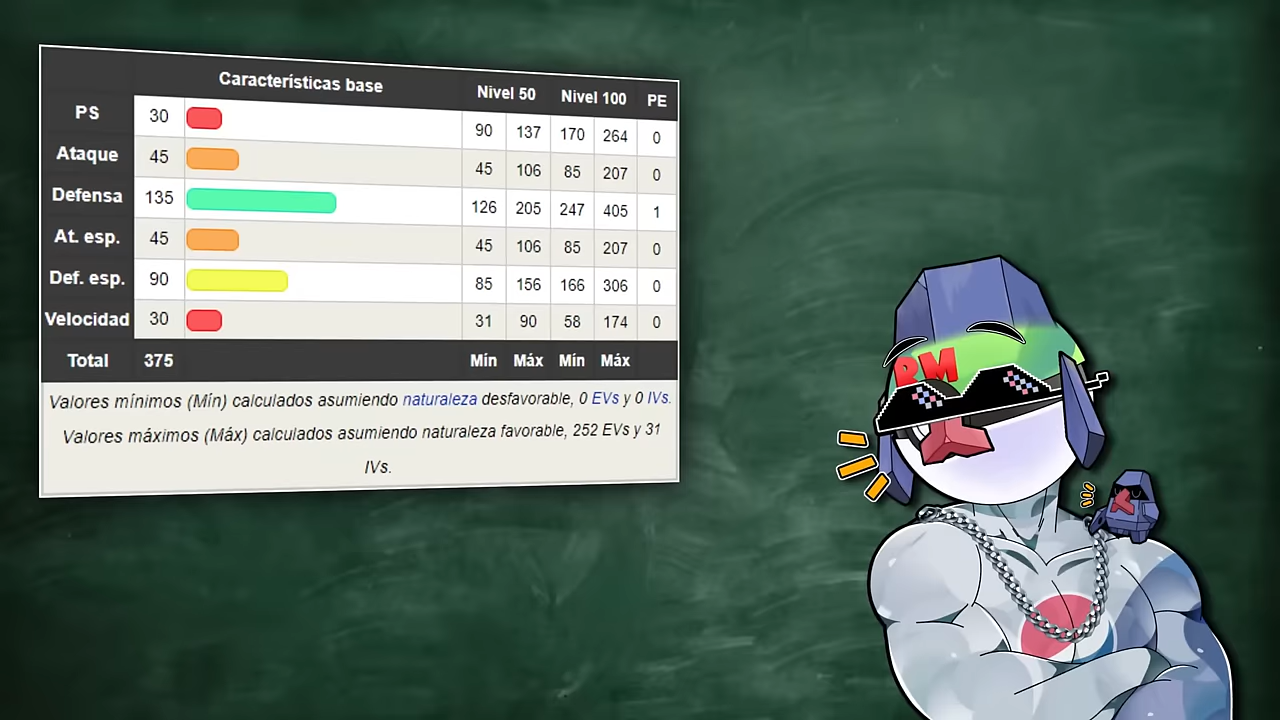 Características base Nivel 50 Nivel 100 PE
PS 30 90 137 170 264 0
Ataque 45 45 106 85 207 0
Defensa 135 126 205 247 405 1
At. esp. 45 45 106 85 207 0
Def. esp. 90 85 156 166 306 0
Velocidad 30 31 90 58 174 0
Total 375 Mín Máx Mín Máx
Valores mínimos (Mín) calculados asumiendo naturaleza desfavorable, 0 EVs y 0 IVs.
Valores máximos (Máx) calculados asumiendo naturaleza favorable, 252 EVs y 31
IVs.
RM